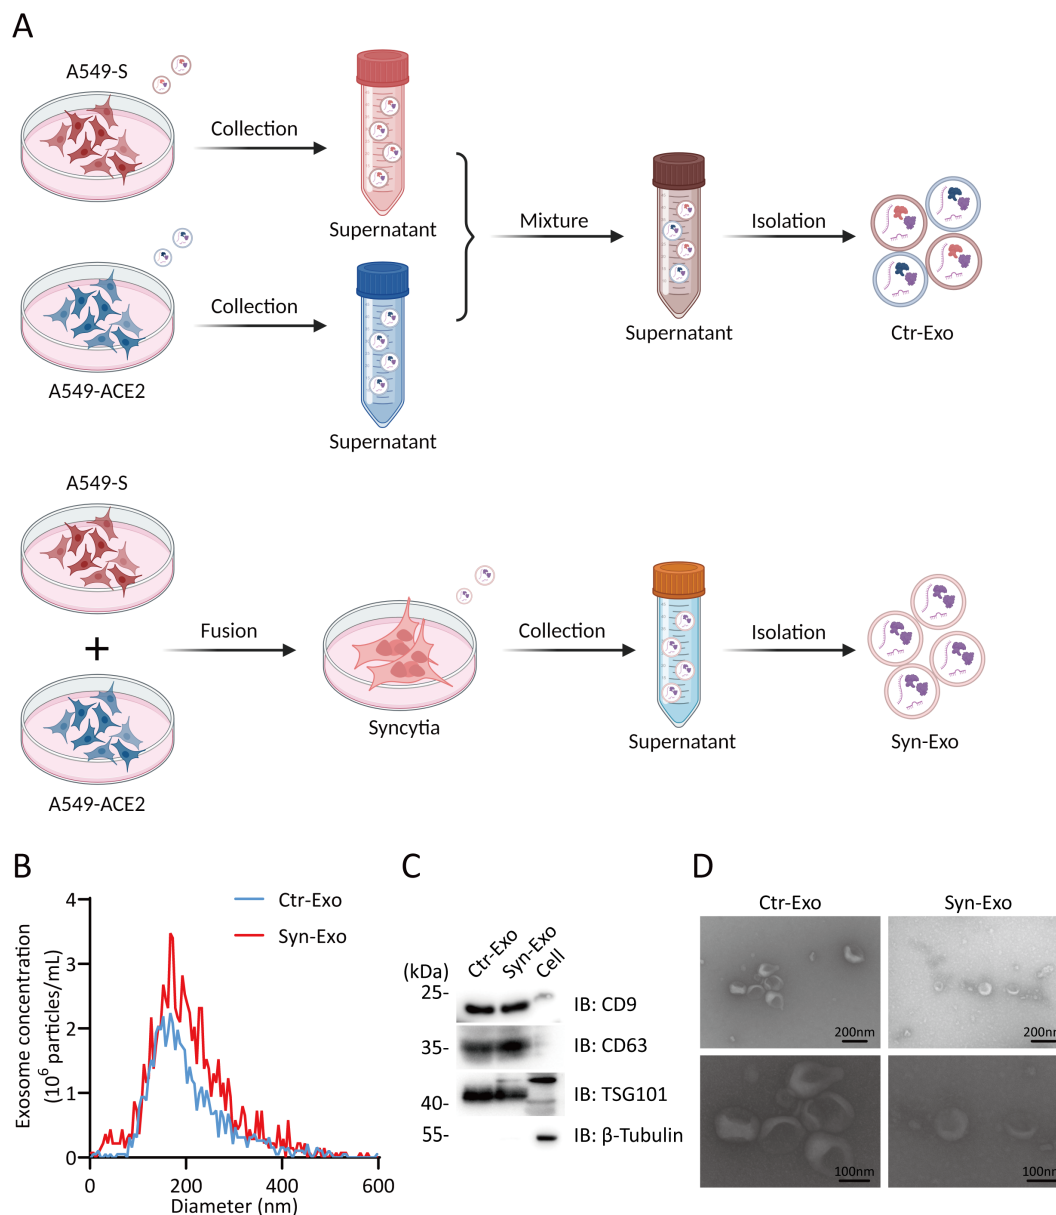 A
A549-S
Collection
Supernatant
A549-ACE2
Collection
Supernatant
Mixture
Supernatant
Isolation
Ctr-Exo
A549-S
+
A549-ACE2
Fusion
Syncytia
Collection
Supernatant
Isolation
Syn-Exo
B
Exosome concentration
(10⁶ particles/mL)
4
3
2
1
0
0 200 400 600
Diameter (nm)
Ctr-Exo
Syn-Exo
C
Ctr-Exo
Syn-Exo
Cell
(kDa)
25-
IB: CD9
35-
IB: CD63
40-
IB: TSG101
55-
IB: β-Tubulin
D
Ctr-Exo
Syn-Exo
200nm
200nm
100nm
100nm